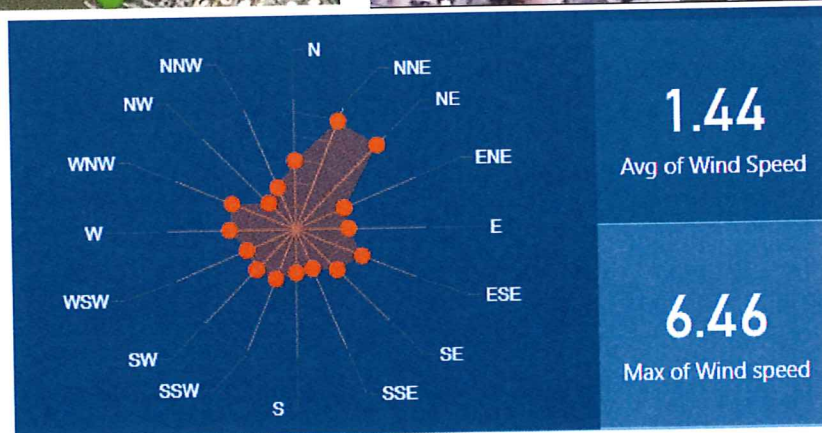 N
NNE
NE
ENE
E
ESE
SE
SSE
S
SSW
SW
WSW
W
WNW
NW
NNW
1.44
Avg of Wind Speed
6.46
Max of Wind speed